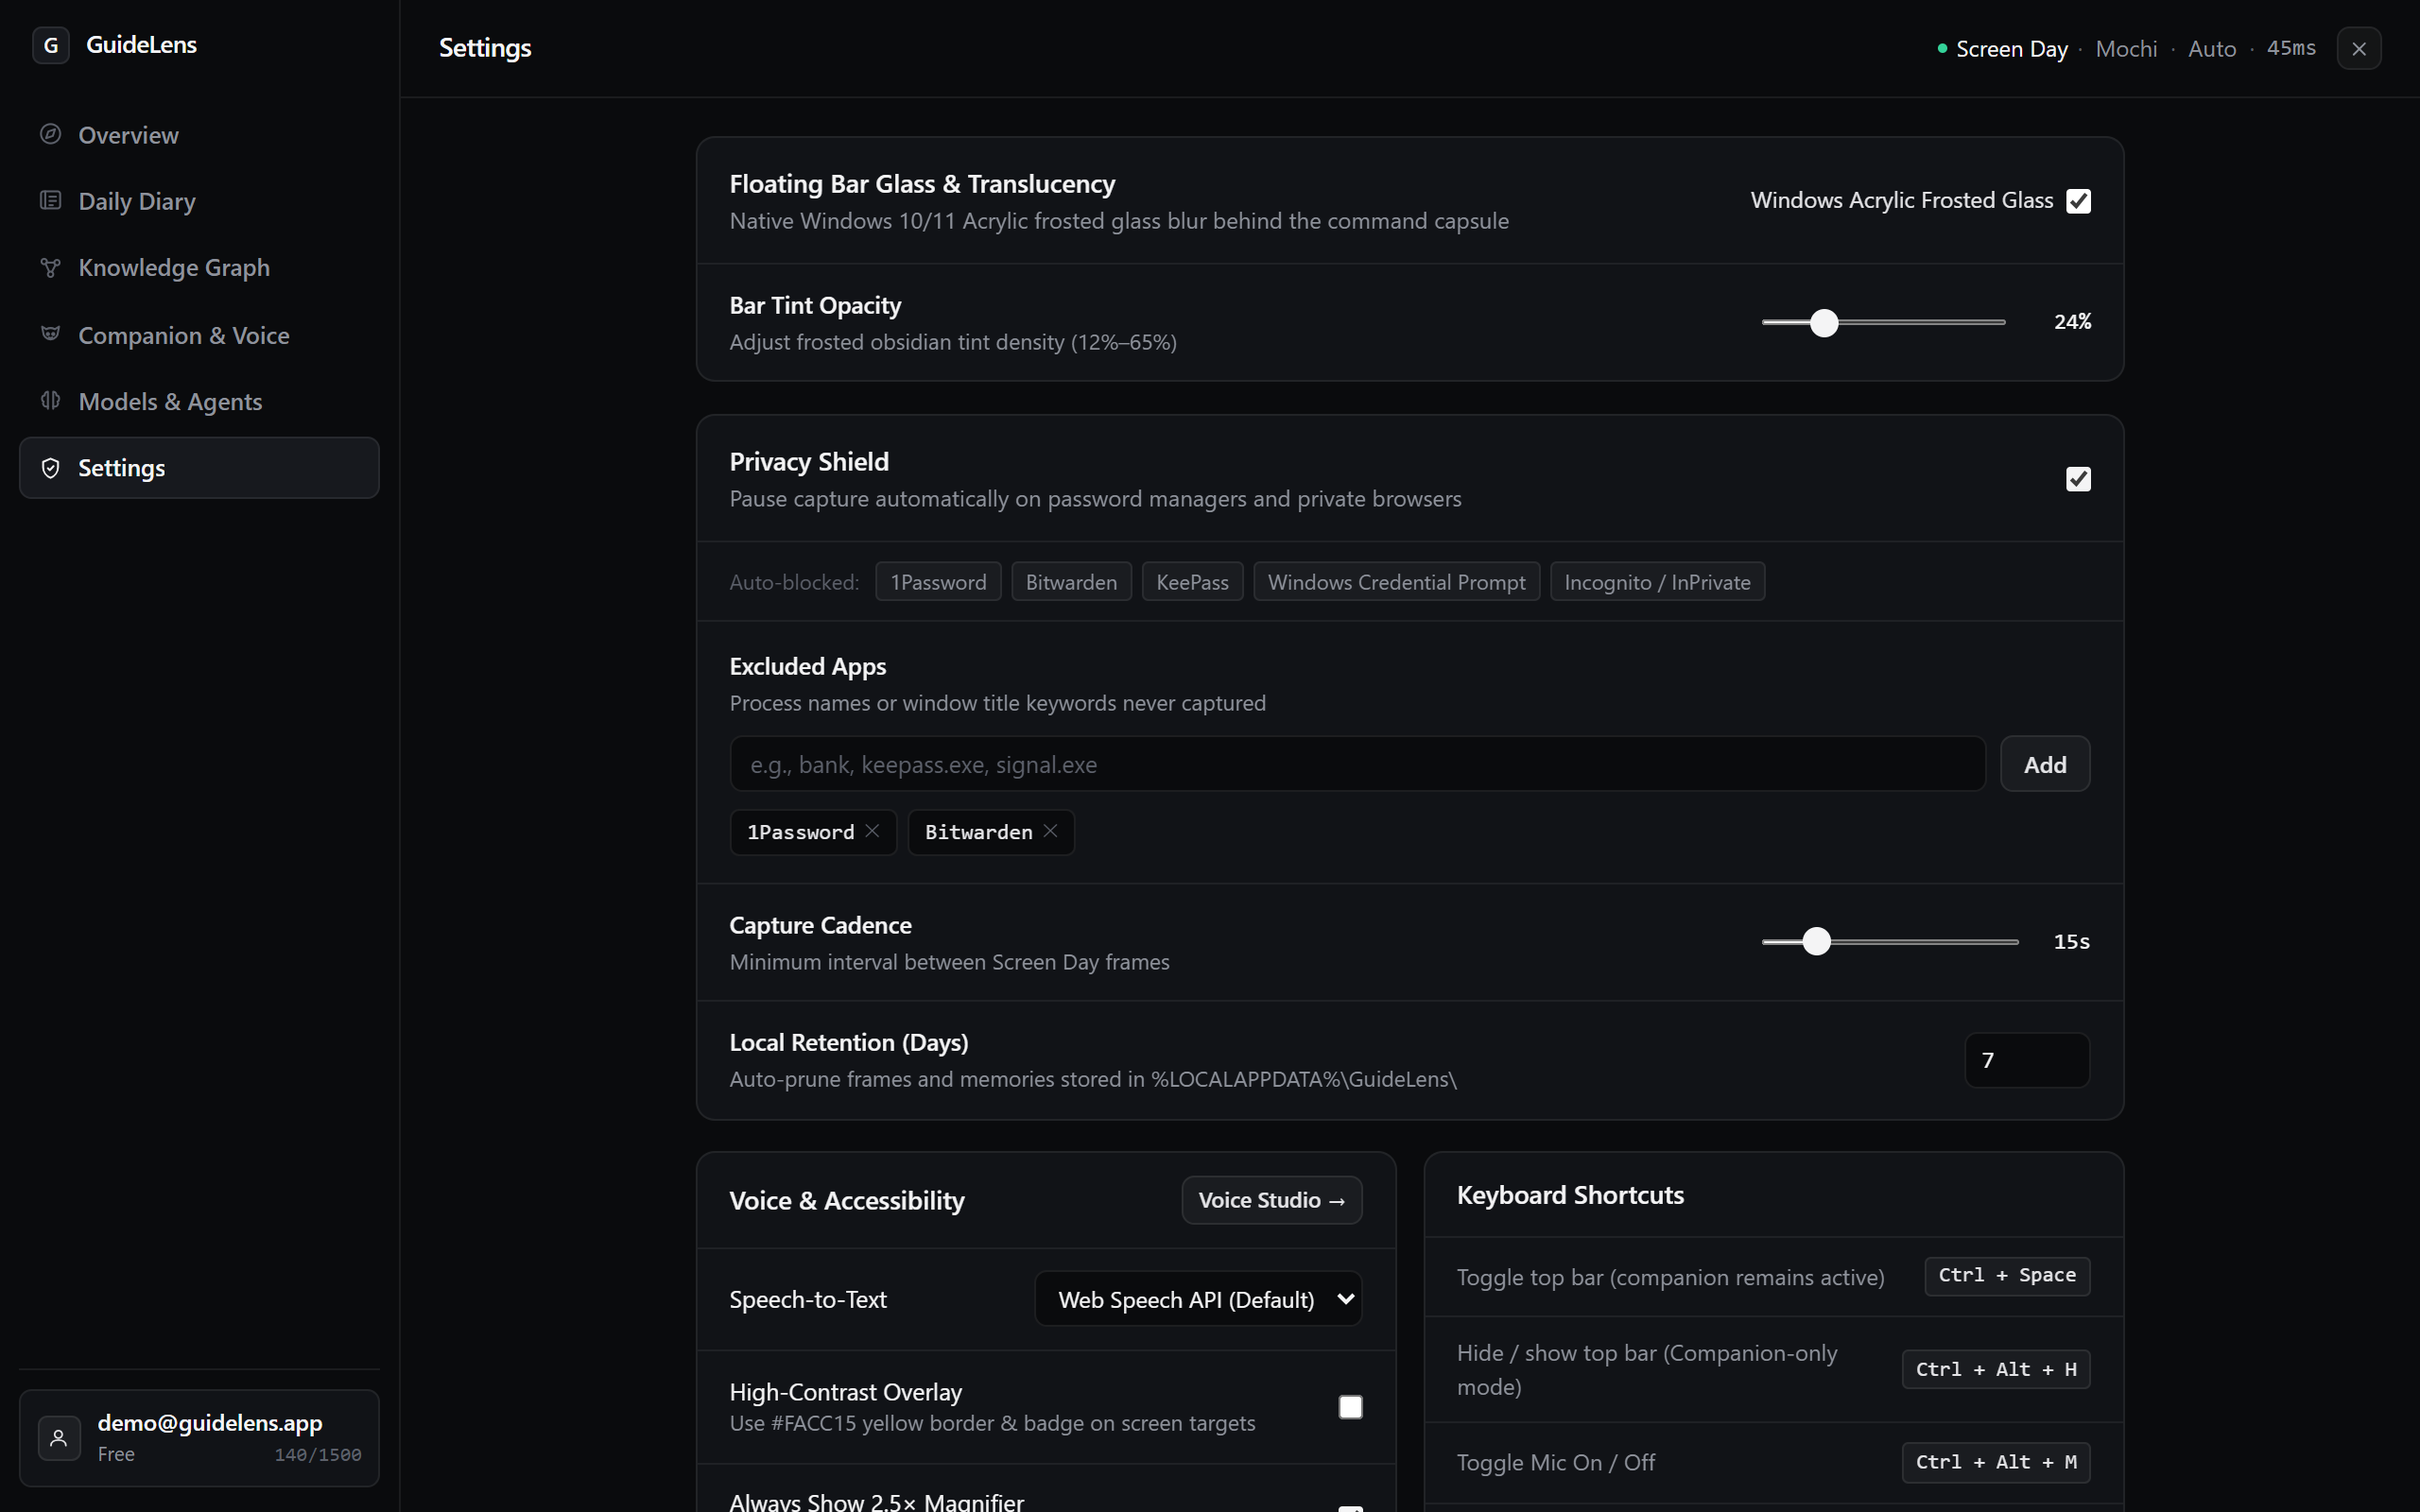 G GuideLens
Overview
Daily Diary
Knowledge Graph
Companion & Voice
Models & Agents
Settings
demo@guidelens.app
Free 140/1500
Settings
Screen Day · Mochi · Auto · 45ms
Floating Bar Glass & Translucency
Native Windows 10/11 Acrylic frosted glass blur behind the command capsule
Windows Acrylic Frosted Glass
Bar Tint Opacity
Adjust frosted obsidian tint density (12%–65%)
24%
Privacy Shield
Pause capture automatically on password managers and private browsers
Auto-blocked: 1Password Bitwarden KeePass Windows Credential Prompt Incognito / InPrivate
Excluded Apps
Process names or window title keywords never captured
e.g., bank, keepass.exe, signal.exe Add
1Password Bitwarden
Capture Cadence
Minimum interval between Screen Day frames
15s
Local Retention (Days)
Auto-prune frames and memories stored in %LOCALAPPDATA%\GuideLens\
7
Voice & Accessibility Voice Studio →
Speech-to-Text Web Speech API (Default)
High-Contrast Overlay
Use #FACC15 yellow border & badge on screen targets
Always Show 2.5× Magnifier
Keyboard Shortcuts
Toggle top bar (companion remains active) Ctrl + Space
Hide / show top bar (Companion-only
mode)
Ctrl + Alt + H
Toggle Mic On / Off Ctrl + Alt + M